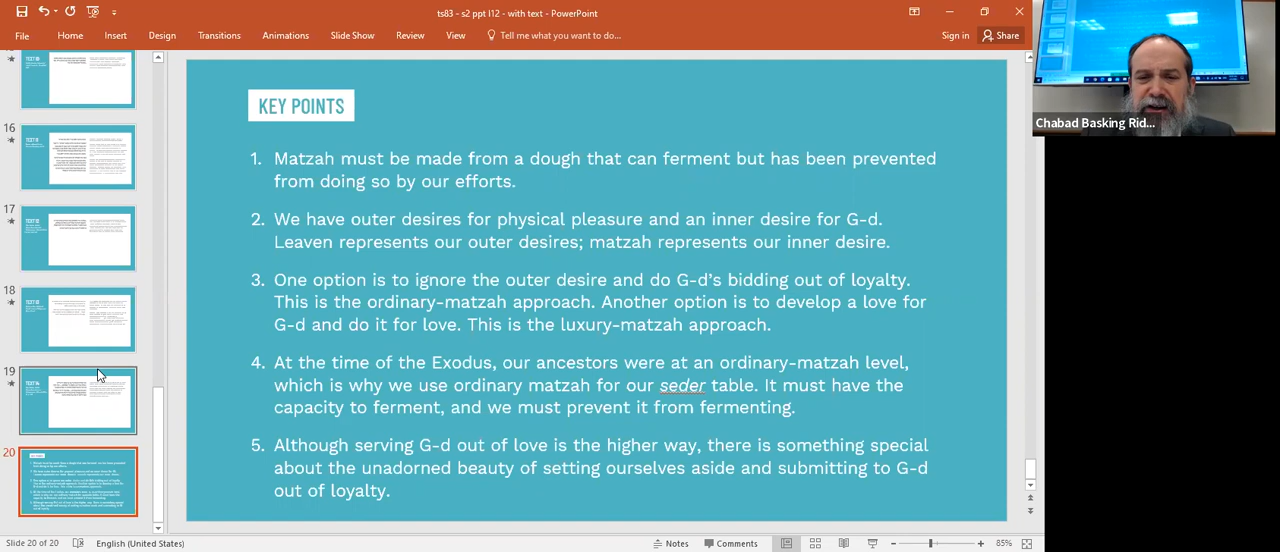 ts83 - s2 ppt l12 - with text - PowerPoint
File Home Insert Design Transitions Animations Slide Show Review View Tell me what you want to do... Sign in Share
Chabad Basking Rid...
16
17
18
19
20
KEY POINTS
1. Matzah must be made from a dough that can ferment but has been prevented
from doing so by our efforts.
2. We have outer desires for physical pleasure and an inner desire for G-d.
Leaven represents our outer desires; matzah represents our inner desire.
3. One option is to ignore the outer desire and do G-d's bidding out of loyalty.
This is the ordinary-matzah approach. Another option is to develop a love for
G-d and do it for love. This is the luxury-matzah approach.
4. At the time of the Exodus, our ancestors were at an ordinary-matzah level,
which is why we use ordinary matzah for our seder table. It must have the
capacity to ferment, and we must prevent it from fermenting.
5. Although serving G-d out of love is the higher way, there is something special
about the unadorned beauty of setting ourselves aside and submitting to G-d
out of loyalty.
Slide 20 of 20 English (United States) Notes Comments 85%